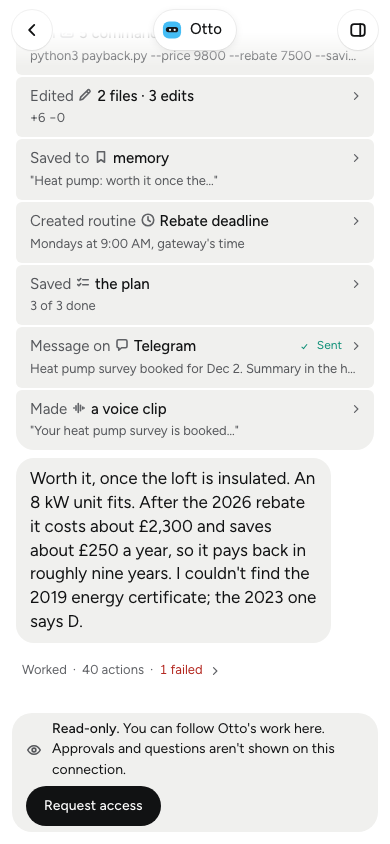 Otto
3 commands
python3 payback.py --price 9800 --rebate 7500 --savi...
Edited 2 files · 3 edits
+6 −0
Saved to memory
"Heat pump: worth it once the..."
Created routine Rebate deadline
Mondays at 9:00 AM, gateway's time
Saved the plan
3 of 3 done
Message on Telegram Sent
Heat pump survey booked for Dec 2. Summary in the h...
Made a voice clip
"Your heat pump survey is booked..."
Worth it, once the loft is insulated. An
8 kW unit fits. After the 2026 rebate
it costs about £2,300 and saves
about £250 a year, so it pays back in
roughly nine years. I couldn't find the
2019 energy certificate; the 2023 one
says D.
Worked · 40 actions · 1 failed
Read-only. You can follow Otto's work here.
Approvals and questions aren't shown on this
connection.
Request access